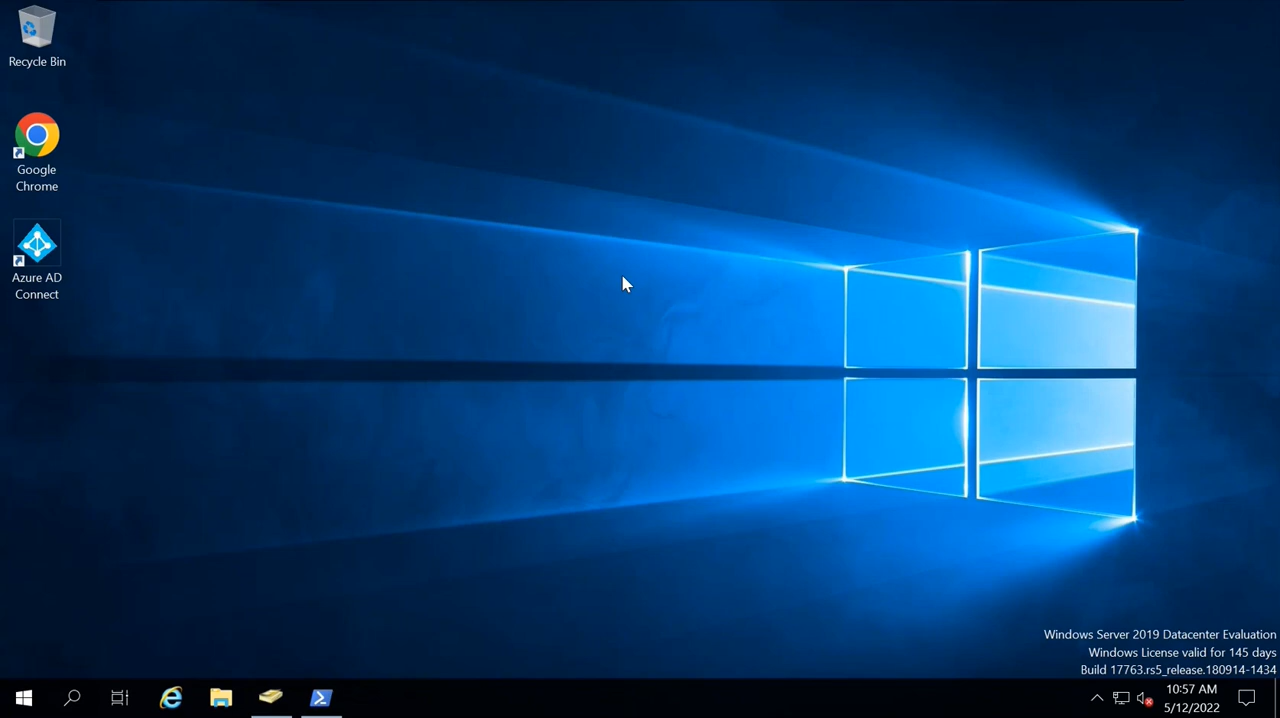 Recycle Bin
Google
Chrome
Azure AD
Connect
Windows Server 2019 Datacenter Evaluation
Windows License valid for 145 days
Build 17763.rs5_release.180914-1434
10:57 AM
5/12/2022